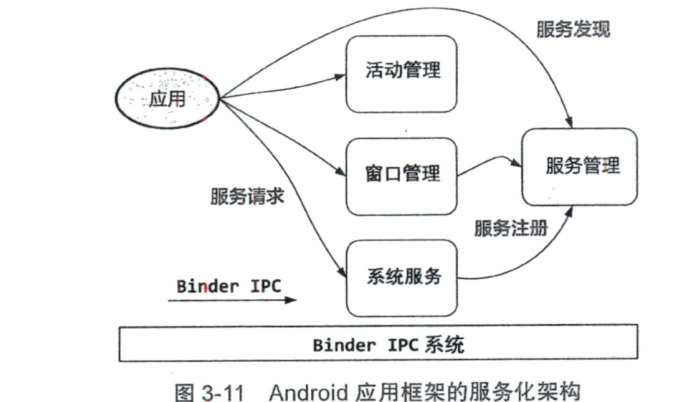 服务发现
活动管理
应用
窗口管理
服务管理
服务请求
服务注册
系统服务
Binder IPC
Binder IPC 系统
图 3-11 Android 应用框架的服务化架构